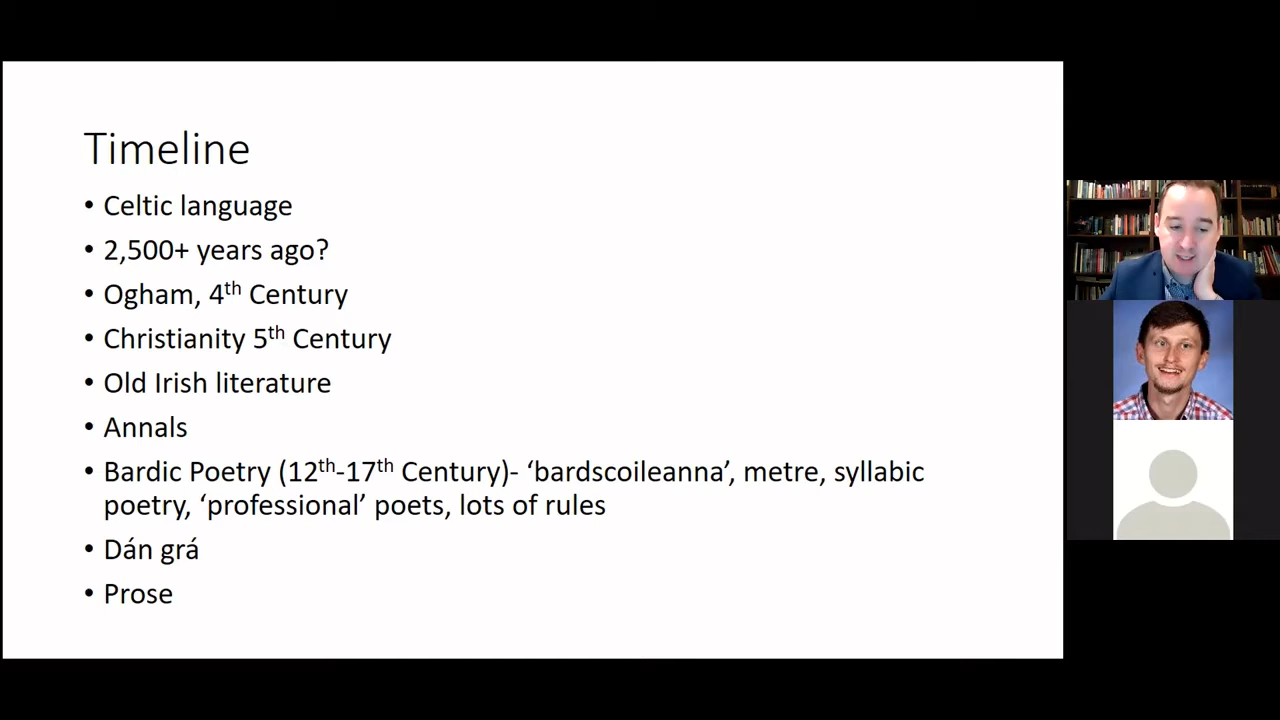 Timeline
• Celtic language
• 2,500+ years ago?
• Ogham, 4th Century
• Christianity 5th Century
• Old Irish literature
• Annals
• Bardic Poetry (12th-17th Century)- ‘bardscoileanna’, metre, syllabic
poetry, ‘professional’ poets, lots of rules
• Dán grá
• Prose